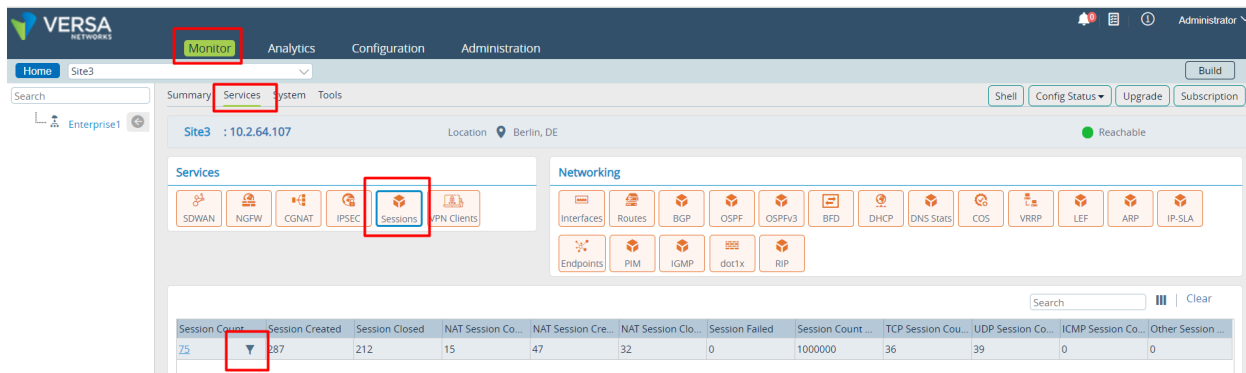 VERSA
NETWORKS
0
Administrator
Monitor Analytics Configuration Administration
Home Site3 Build
Search Summary Services System Tools Shell Config Status Upgrade Subscription
Enterprise1
Site3 : 10.2.64.107 Location Berlin, DE Reachable
Services Networking
SDWAN NGFW CGNAT IPSEC Sessions VPN Clients Interfaces Routes BGP OSPF OSPFv3 BFD DHCP DNS Stats COS VRRP LEF ARP IP-SLA
Endpoints PIM IGMP dot1x RIP
Search Clear
Session Count Session Created Session Closed NAT Session Co... NAT Session Cre... NAT Session Clo... Session Failed Session Count ... TCP Session Cou... UDP Session Co... ICMP Session Co... Other Session ...
75 287 212 15 47 32 0 1000000 36 39 0 0